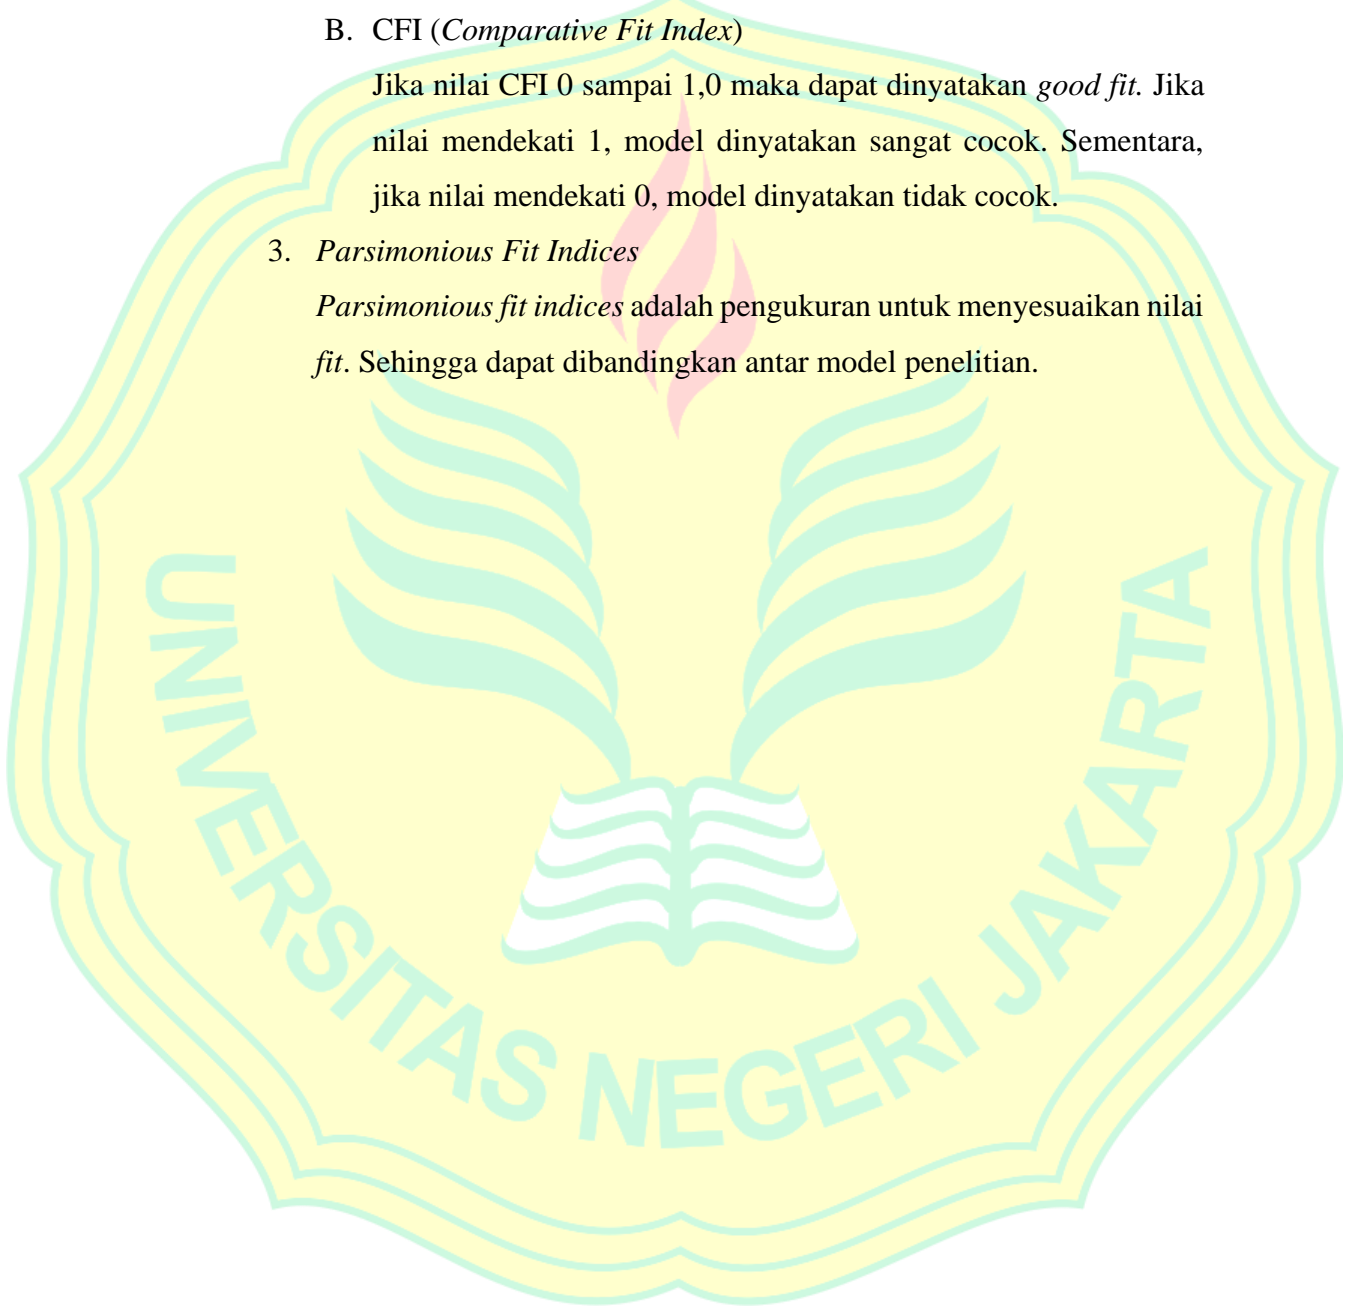 B. CFI (Comparative Fit Index)
Jika nilai CFI 0 sampai 1,0 maka dapat dinyatakan good fit. Jika
nilai mendekati 1, model dinyatakan sangat cocok. Sementara,
jika nilai mendekati 0, model dinyatakan tidak cocok.
3. Parsimonious Fit Indices
Parsimonious fit indices adalah pengukuran untuk menyesuaikan nilai
fit. Sehingga dapat dibandingkan antar model penelitian.
UNIVERSITAS NEGERI JAKARTA